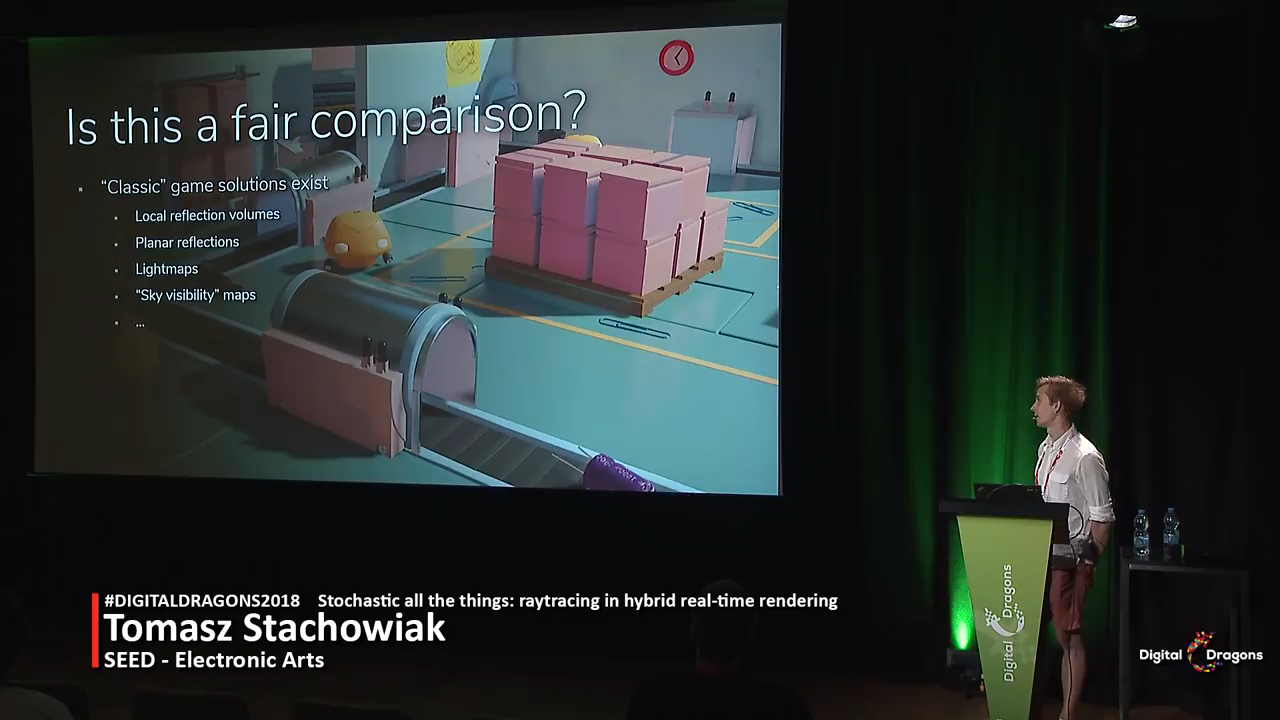 Is this a fair comparison?
▪ “Classic” game solutions exist
▪ Local reflection volumes
▪ Planar reflections
▪ Lightmaps
▪ “Sky visibility” maps
▪ ...
#DIGITALDRAGONS2018 Stochastic all the things: raytracing in hybrid real-time rendering
Tomasz Stachowiak
SEED - Electronic Arts
Digital Dragons
Digital Dragons